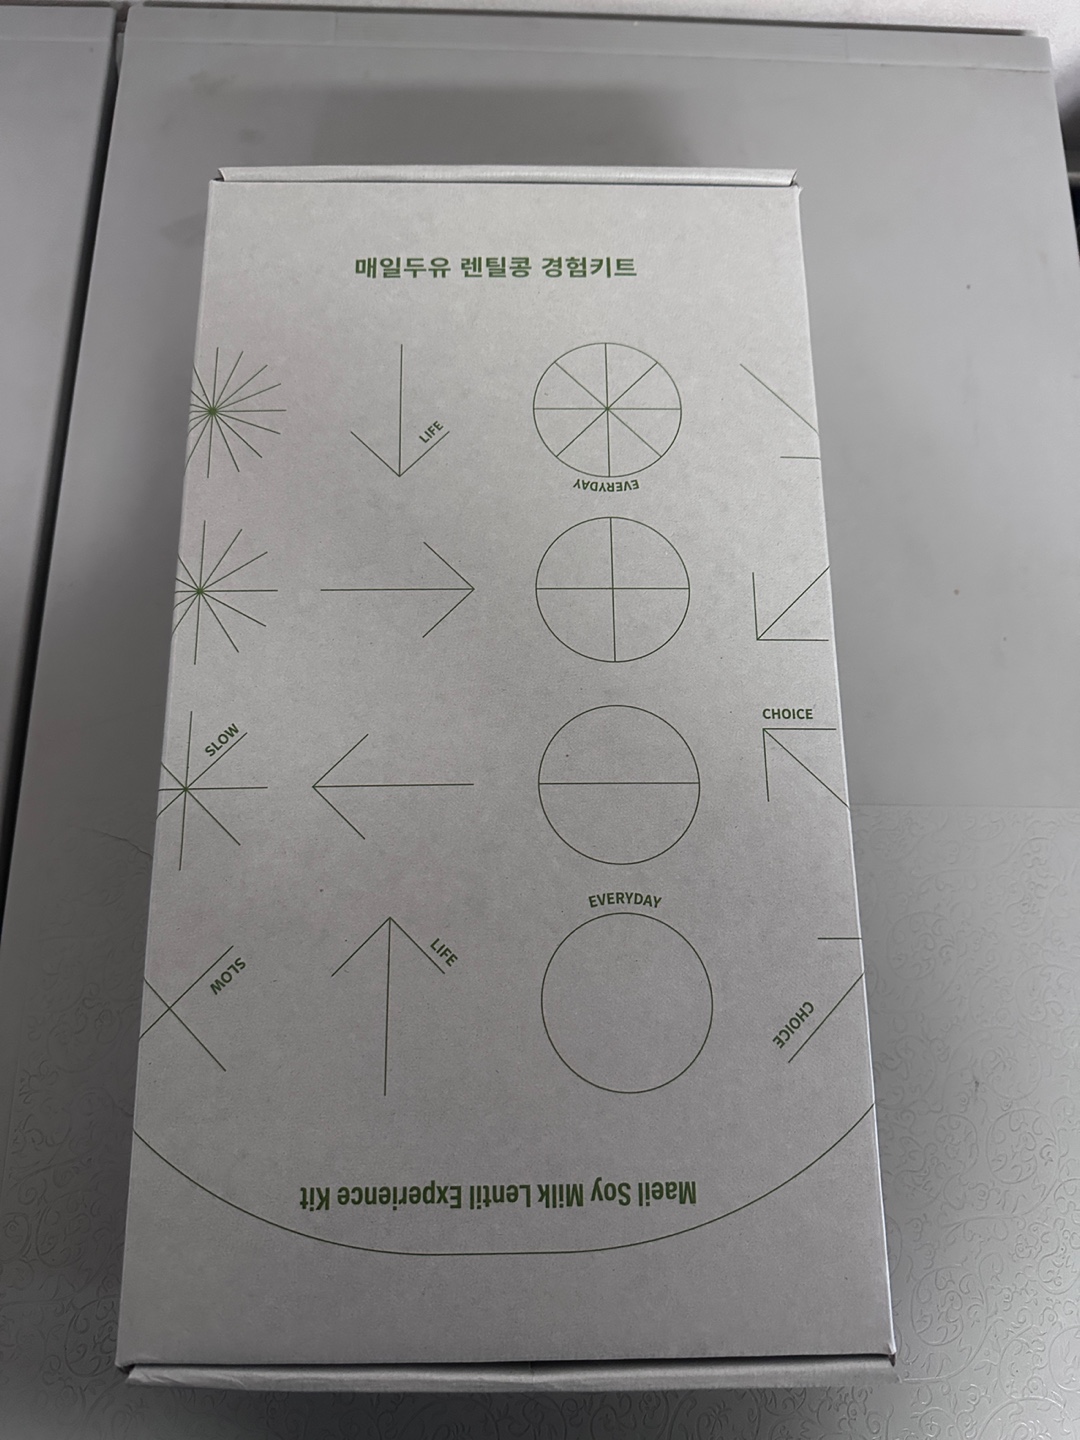 매일두유 렌틸콩 경험키트
LIFE
EVERYDAY
SLOW
CHOICE
EVERYDAY
SLOW
LIFE
CHOICE
Maeil Soy Milk Lentil Experience Kit